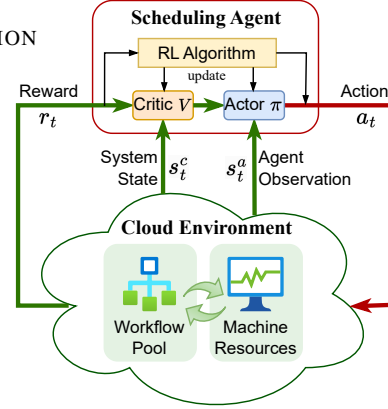 ION
Scheduling Agent
RL Algorithm
update
Critic V
Actor π
Reward
r_t
Action
a_t
System
State
s_t^c
s_t^a
Agent
Observation
Cloud Environment
Workflow
Pool
Machine
Resources